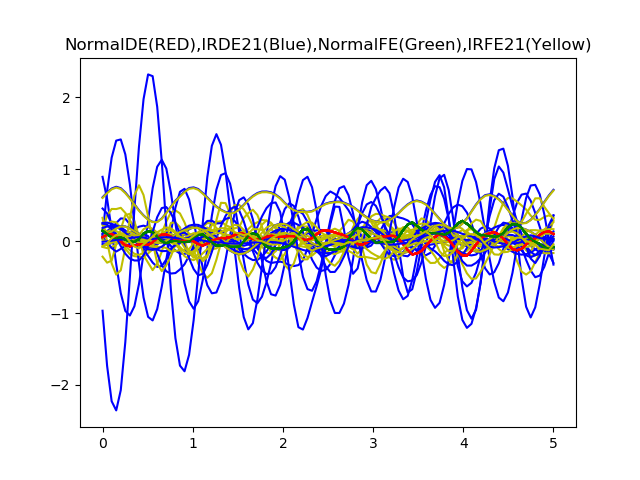 NormalDE(RED),IRDE21(Blue),NormalFE(Green),IRFE21(Yellow)
2
1
0
−1
−2
0 1 2 3 4 5